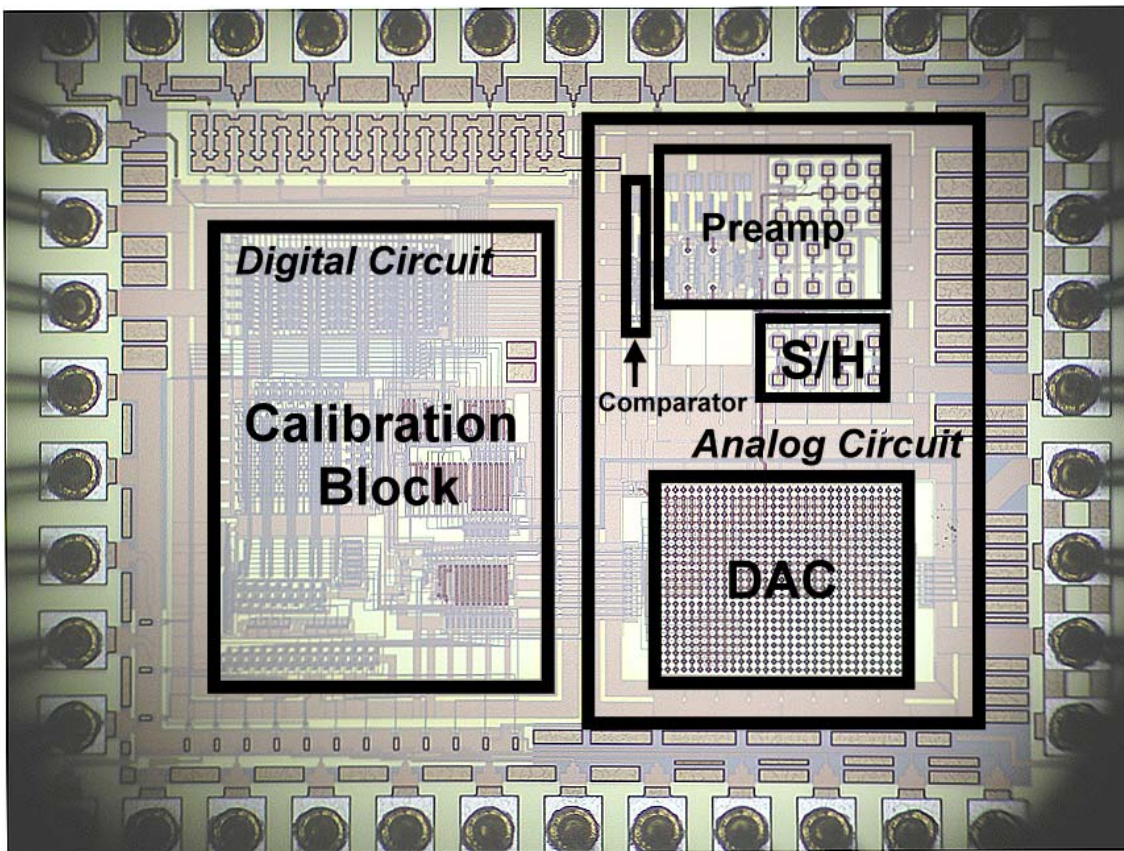 Digital Circuit
Calibration
Block
Preamp
S/H
Comparator
Analog Circuit
DAC